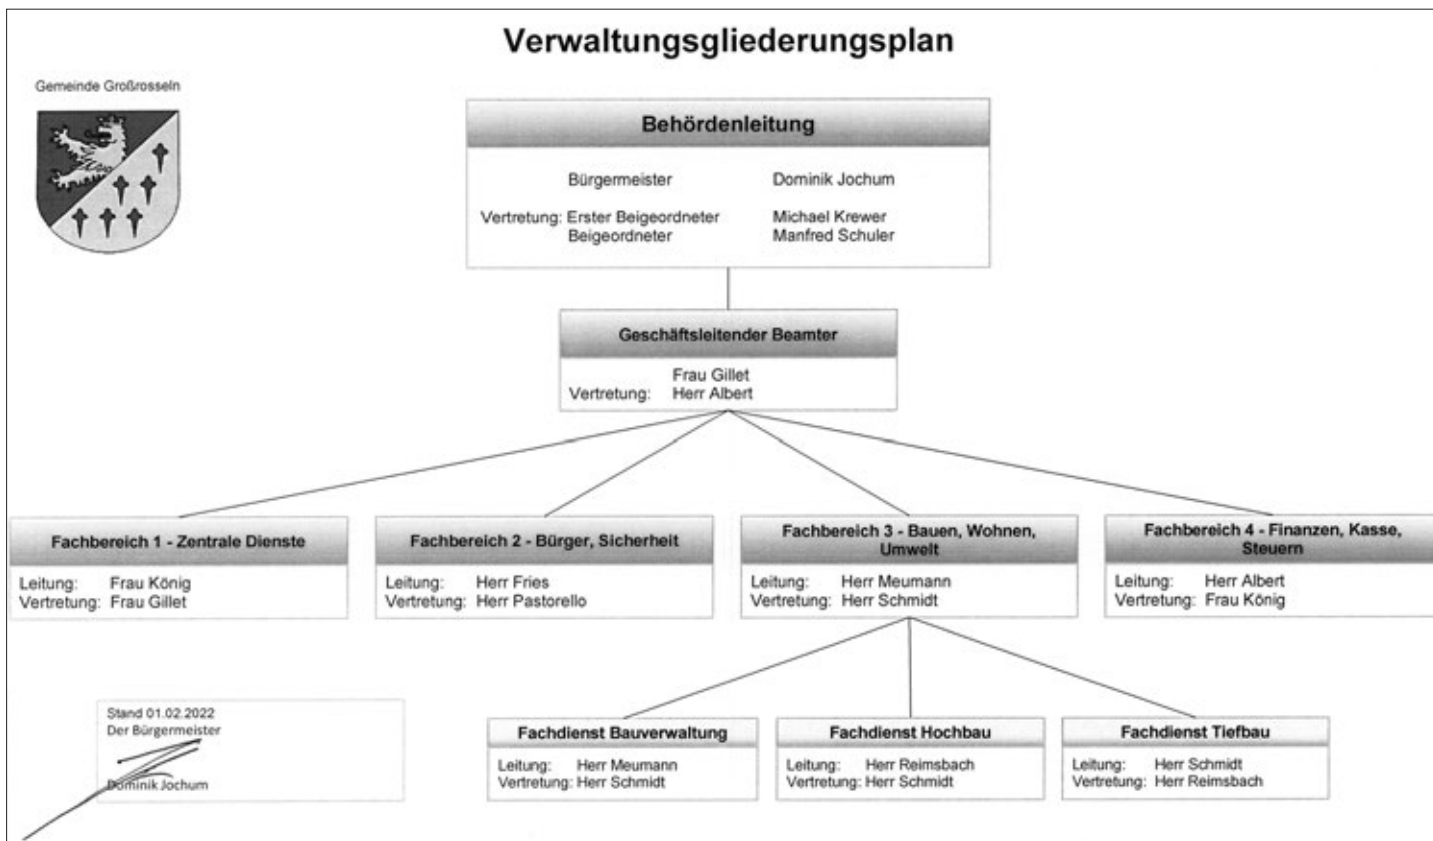 Verwaltungsgliederungsplan
Gemeinde Großrosseln
Behördenleitung
Bürgermeister Dominik Jochum
Vertretung: Erster Beigeordneter Michael Krewer
Beigeordneter Manfred Schuler
Geschäftsleitender Beamter
Frau Gillet
Vertretung: Herr Albert
Fachbereich 1 - Zentrale Dienste
Leitung: Frau König
Vertretung: Frau Gillet
Fachbereich 2 - Bürger, Sicherheit
Leitung: Herr Fries
Vertretung: Herr Pastorello
Fachbereich 3 - Bauen, Wohnen,
Umwelt
Leitung: Herr Meumann
Vertretung: Herr Schmidt
Fachbereich 4 - Finanzen, Kasse,
Steuern
Leitung: Herr Albert
Vertretung: Frau König
Fachdienst Bauverwaltung
Leitung: Herr Meumann
Vertretung: Herr Schmidt
Fachdienst Hochbau
Leitung: Herr Reimsbach
Vertretung: Herr Schmidt
Fachdienst Tiefbau
Leitung: Herr Schmidt
Vertretung: Herr Reimsbach
Stand 01.02.2022
Der Bürgermeister
Dominik Jochum